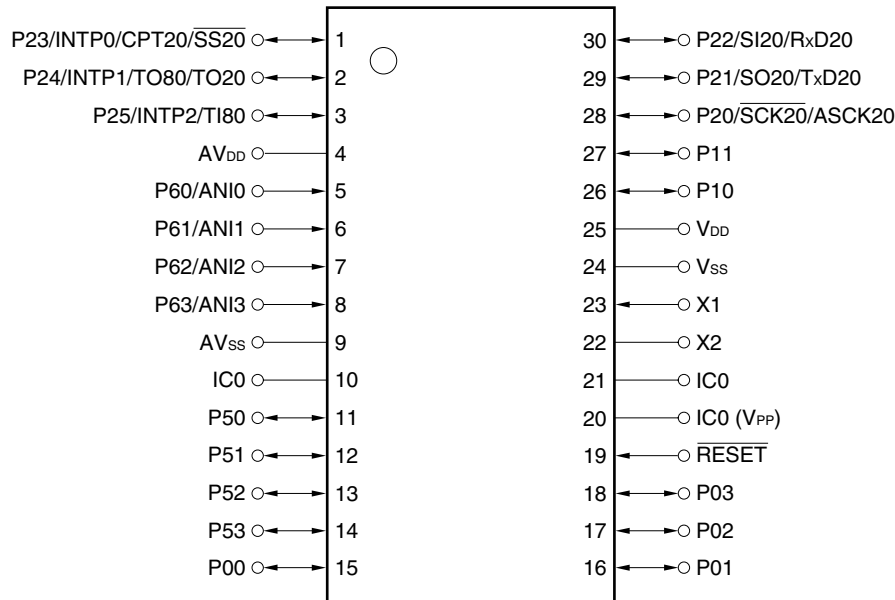 P23/INTP0/CPT20/SS20 1 30 P22/SI20/RxD20
P24/INTP1/TO80/TO20 2 29 P21/SO20/TxD20
P25/INTP2/TI80 3 28 P20/SCK20/ASCK20
AVDD 4 27 P11
P60/ANI0 5 26 P10
P61/ANI1 6 25 VDD
P62/ANI2 7 24 VSS
P63/ANI3 8 23 X1
AVSS 9 22 X2
IC0 10 21 IC0
P50 11 20 IC0 (VPP)
P51 12 19 RESET
P52 13 18 P03
P53 14 17 P02
P00 15 16 P01